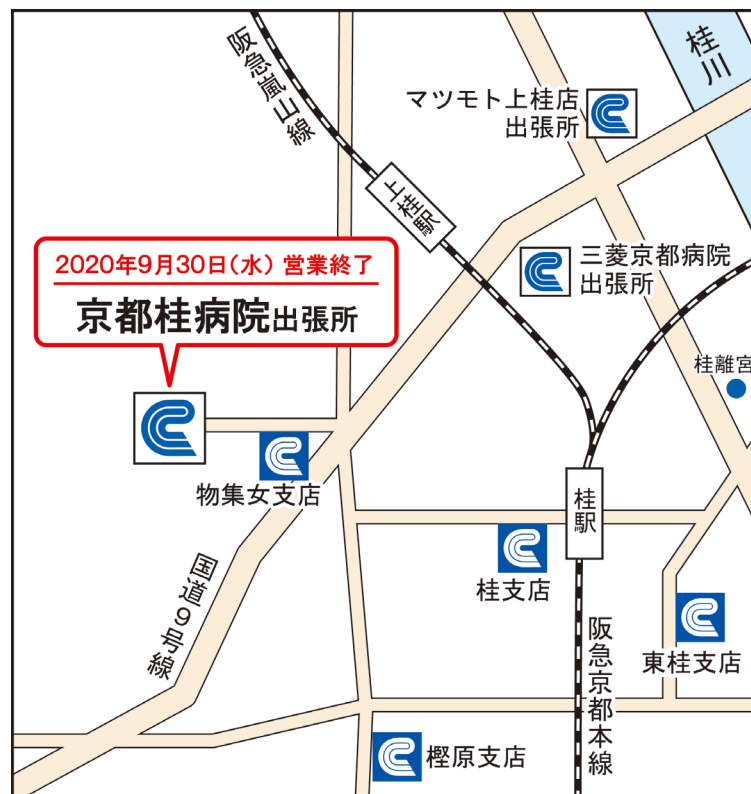 阪急嵐山線
桂川
マツモト上桂店
出張所
上桂駅
2020年9月30日(水) 営業終了
京都桂病院出張所
三菱京都病院
出張所
桂離宮
物集女支店
桂駅
国道9号線
桂支店
東桂支店
阪急京都本線
樫原支店